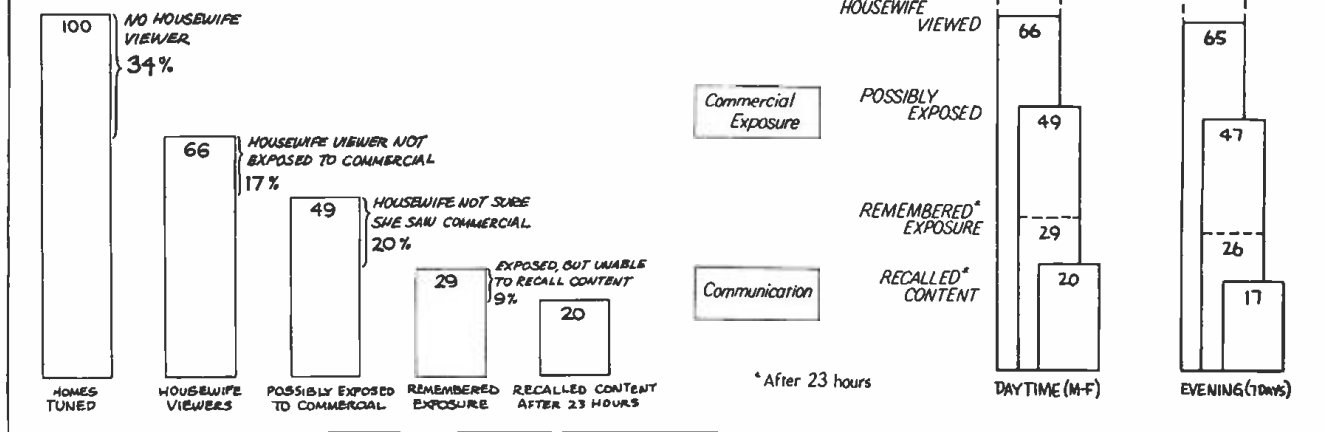 100
NO HOUSEWIFE
VIEWER
34%
66
HOUSEWIFE VIEWER NOT
EXPOSED TO COMMERCIAL
17%
49
HOUSEWIFE NOT SURE
SHE SAW COMMERCIAL
20%
29
EXPOSED, BUT UNABLE
TO RECALL CONTENT
9%
20
HOMES
TUNED
HOUSEWIFE
VIEWERS
POSSIBLY EXPOSED
TO COMMERCIAL
REMEMBERED
EXPOSURE
RECALLED CONTENT
AFTER 23 HOURS
Commercial
Exposure
Communication
*After 23 hours
HOUSEWIFE
VIEWED
POSSIBLY
EXPOSED
REMEMBERED*
EXPOSURE
RECALLED*
CONTENT
66
49
29
20
DAYTIME (M-F)
65
47
26
17
EVENING (7 DAYS)